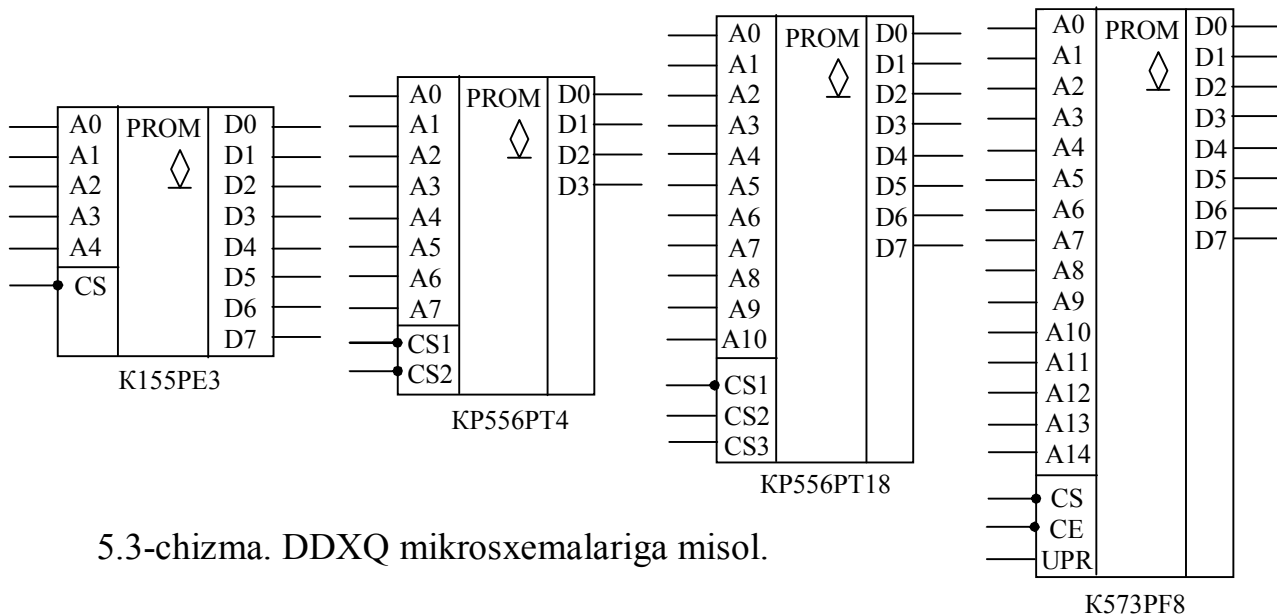 A0 PROM D0
A1 D1
A2 D2
A3 D3
A4 D4
CS D5
D6
D7
К155РЕ3
A0 PROM D0
A1 D1
A2 D2
A3 D3
A4
A5
A6
A7
CS1
CS2
КР556РТ4
A0 PROM D0
A1 D1
A2 D2
A3 D3
A4 D4
A5 D5
A6 D6
A7 D7
A8
A9
A10
CS1
CS2
CS3
КР556РТ18
A0 PROM D0
A1 D1
A2 D2
A3 D3
A4 D4
A5 D5
A6 D6
A7 D7
A8
A9
A10
A11
A12
A13
A14
CS
CE
UPR
К573PF8
5.3-chizma. DDXQ mikrosxemalariga misol.